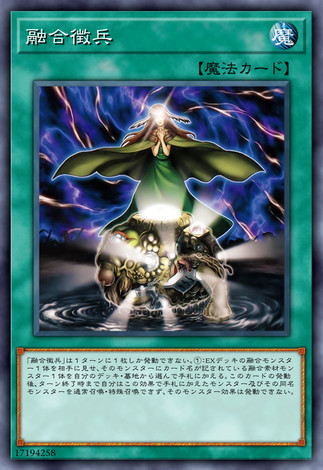 融合徴兵
魔
【魔法カード】
「融合徴兵」は1ターンに1枚しか発動できない。①：EXデッキの融合モンス
ター1体を相手に見せ、そのモンスターにカード名が記されている融合素材モン
スター1体を自分のデッキ・墓地から選んで手札に加える。このカードの発動
後、ターン終了時まで自分はこの効果で手札に加えたモンスター及びその同名
モンスターを通常召喚・特殊召喚できず、そのモンスター効果は発動できない。
17194258